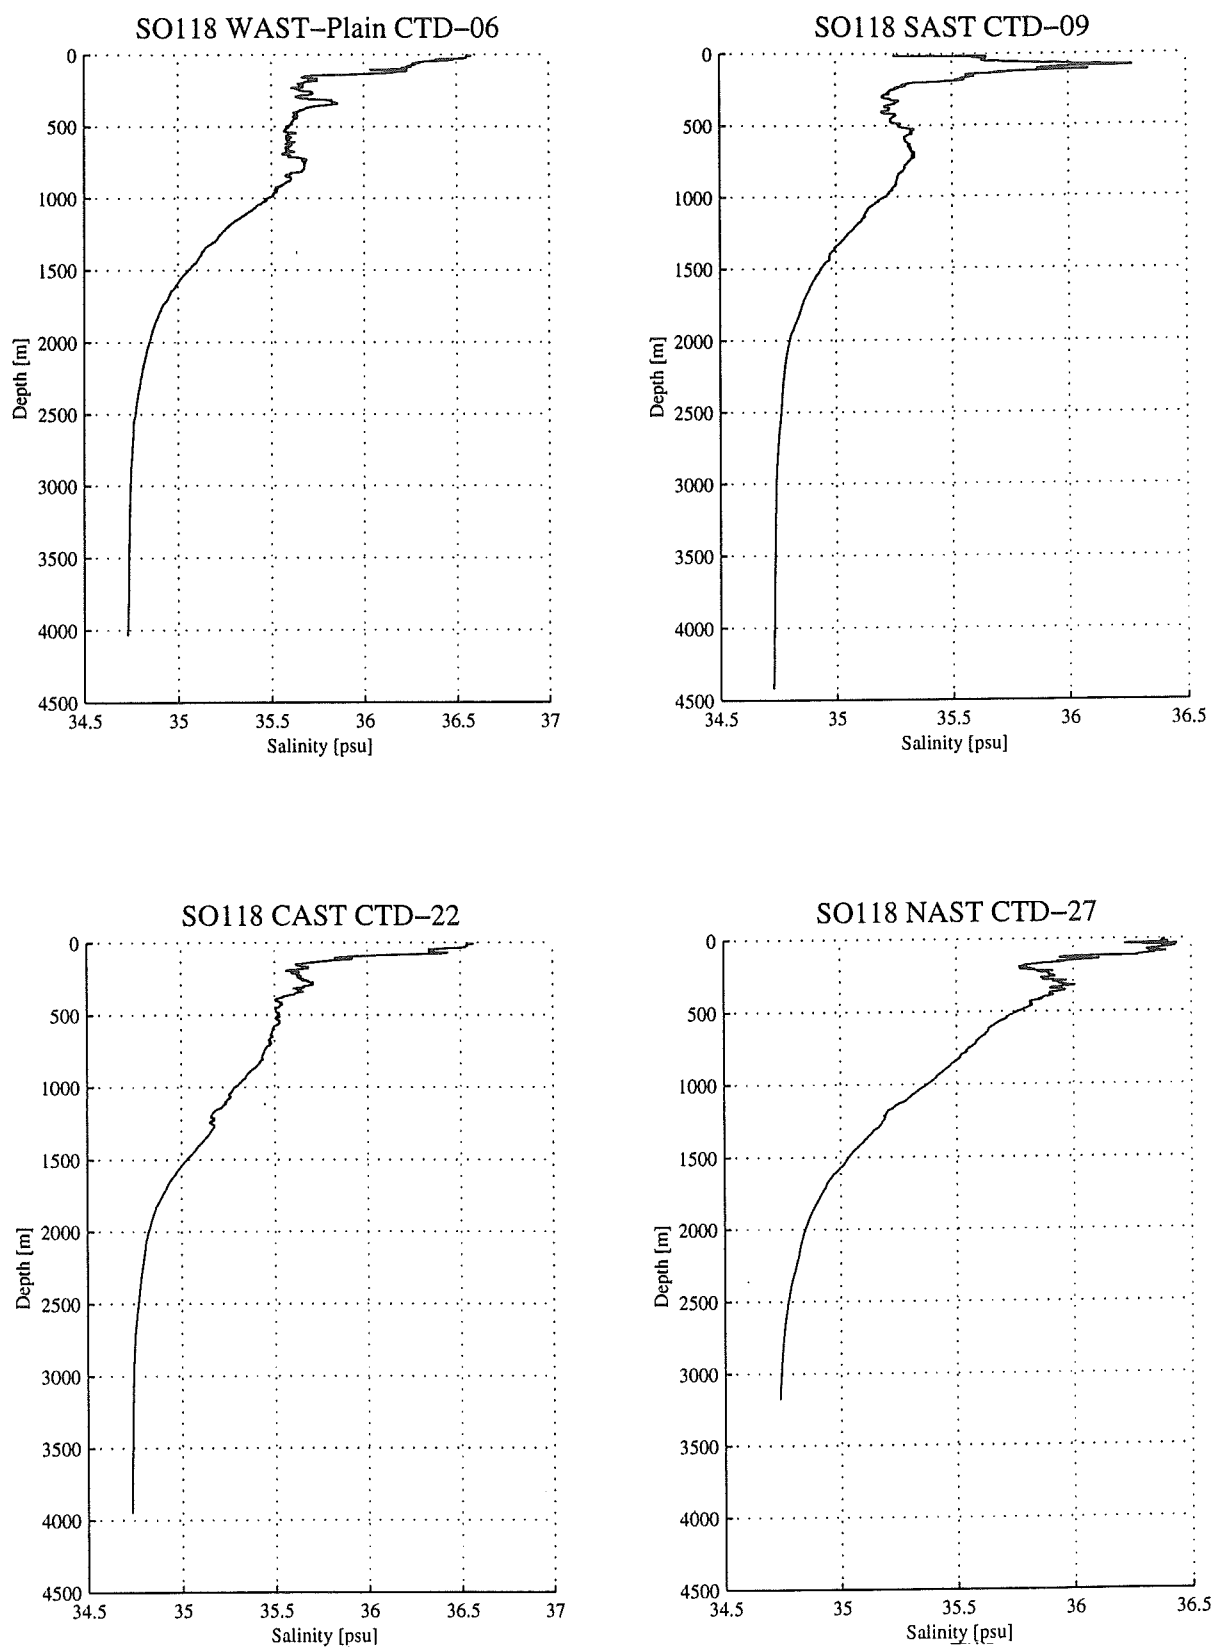 SO118 WAST–Plain CTD–06
0
500
1000
1500
2000
2500
3000
3500
4000
4500
Depth [m]
34.5 35 35.5 36 36.5 37
Salinity [psu]
SO118 SAST CTD–09
0
500
1000
1500
2000
2500
3000
3500
4000
4500
Depth [m]
34.5 35 35.5 36 36.5
Salinity [psu]
SO118 CAST CTD–22
0
500
1000
1500
2000
2500
3000
3500
4000
4500
Depth [m]
34.5 35 35.5 36 36.5 37
Salinity [psu]
SO118 NAST CTD–27
0
500
1000
1500
2000
2500
3000
3500
4000
4500
Depth [m]
34.5 35 35.5 36 36.5
Salinity [psu]